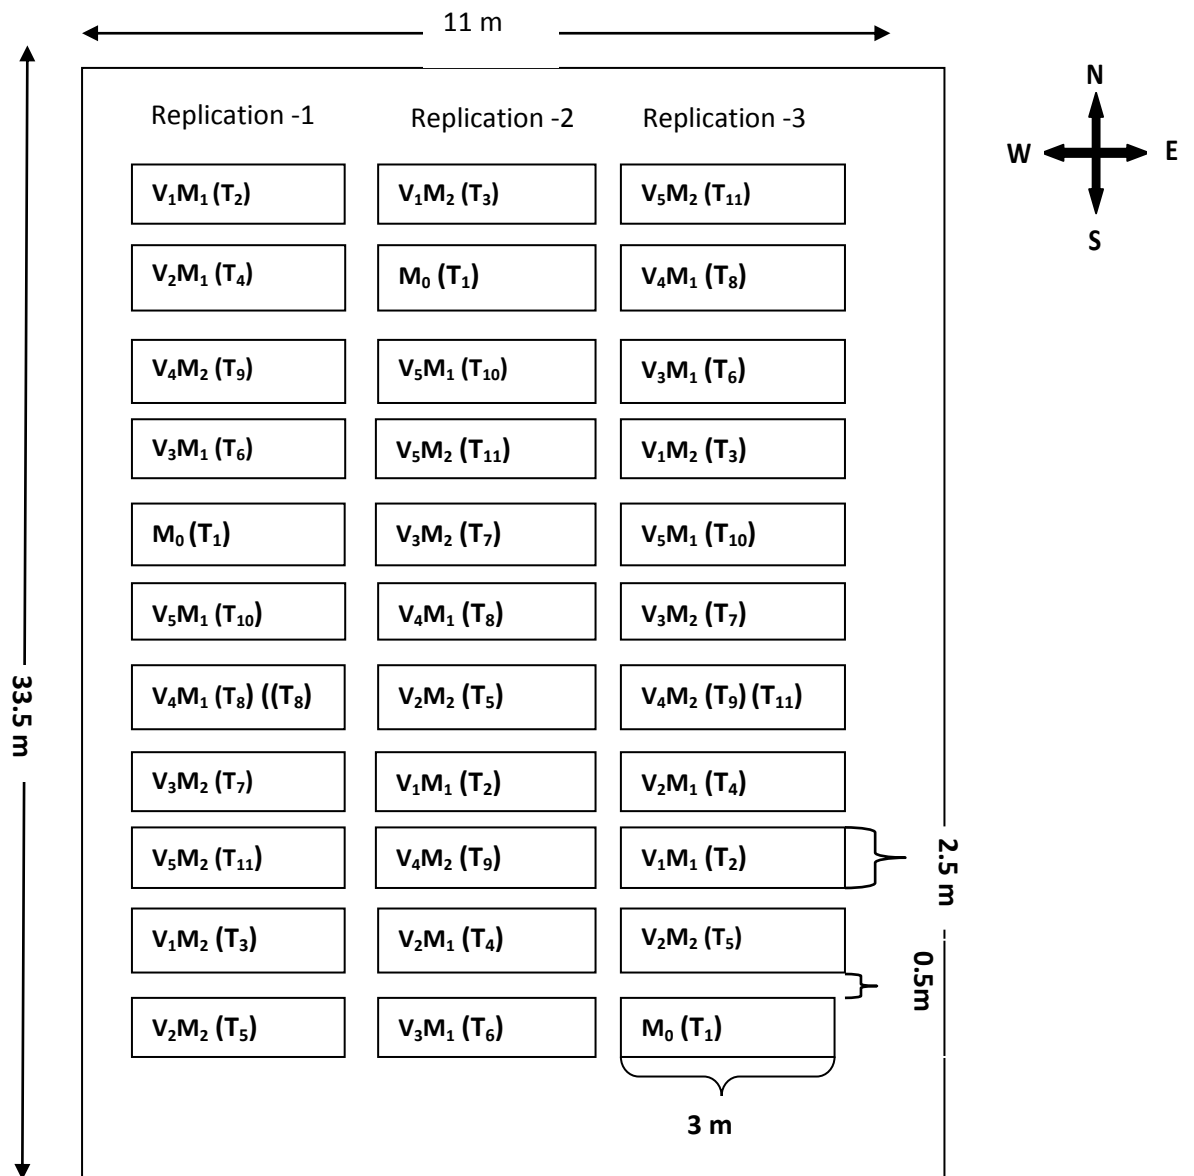 11 m
N
W E
S
Replication -1 Replication -2 Replication -3
V₁M₁ (T₂) V₁M₂ (T₃) V₅M₂ (T₁₁)
V₂M₁ (T₄) M₀ (T₁) V₄M₁ (T₈)
V₄M₂ (T₉) V₅M₁ (T₁₀) V₃M₁ (T₆)
V₃M₁ (T₆) V₅M₂ (T₁₁) V₁M₂ (T₃)
M₀ (T₁) V₃M₂ (T₇) V₅M₁ (T₁₀)
V₅M₁ (T₁₀) V₄M₁ (T₈) V₃M₂ (T₇)
V₄M₁ (T₈) ((T₈) V₂M₂ (T₅) V₄M₂ (T₉) (T₁₁)
33.5 m
V₃M₂ (T₇) V₁M₁ (T₂) V₂M₁ (T₄)
V₅M₂ (T₁₁) V₄M₂ (T₉) V₁M₁ (T₂)
2.5 m
V₁M₂ (T₃) V₂M₁ (T₄) V₂M₂ (T₅)
0.5m
V₂M₂ (T₅) V₃M₁ (T₆) M₀ (T₁)
3 m